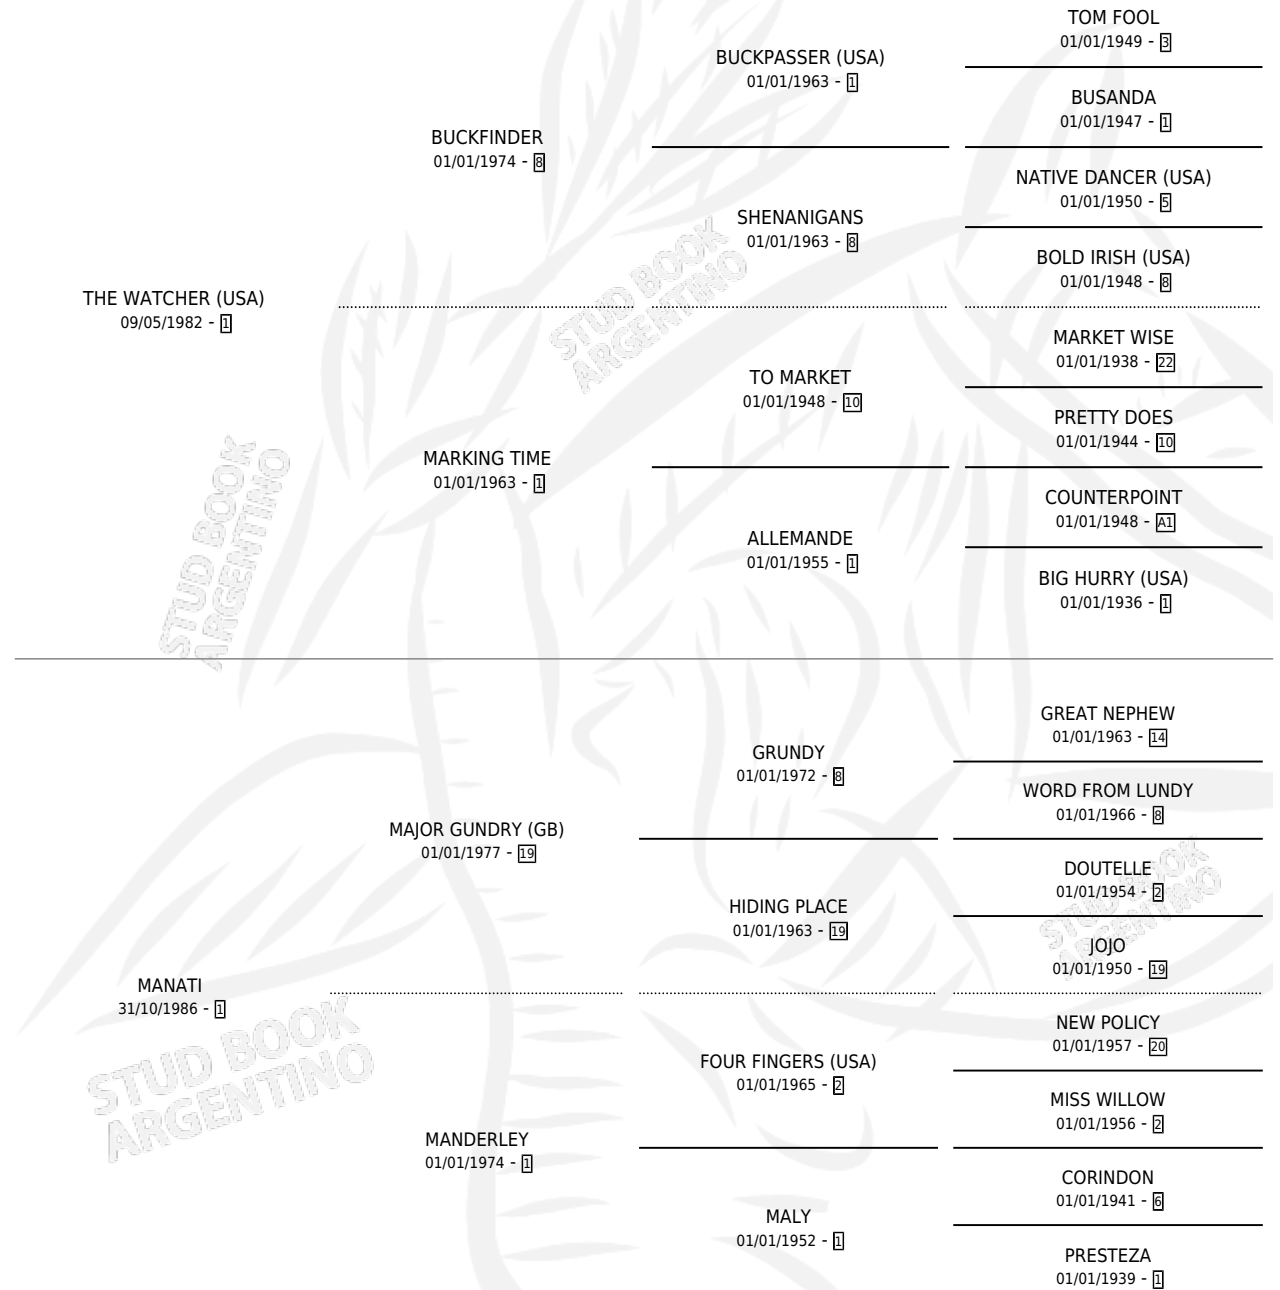 TOM FOOL
01/01/1949 - 3
BUCKPASSER (USA)
01/01/1963 - 1
BUSANDA
01/01/1947 - 1
BUCKFINDER
01/01/1974 - 8
NATIVE DANCER (USA)
01/01/1950 - 5
SHENANIGANS
01/01/1963 - 8
BOLD IRISH (USA)
01/01/1948 - 8
THE WATCHER (USA)
09/05/1982 - 1
STUD BOOK
ARGENTINO
MARKET WISE
01/01/1938 - 22
TO MARKET
01/01/1948 - 10
PRETTY DOES
01/01/1944 - 10
MARKING TIME
01/01/1963 - 1
STUD BOOK
ARGENTINO
COUNTERPOINT
01/01/1948 - A1
ALLEMANDE
01/01/1955 - 1
BIG HURRY (USA)
01/01/1936 - 1
GREAT NEPHEW
01/01/1963 - 14
GRUNDY
01/01/1972 - 8
WORD FROM LUNDY
01/01/1966 - 8
MAJOR GUNDRY (GB)
01/01/1977 - 19
DOUTELLE
01/01/1954 - 2
STUD BOOK
ARGENTINO
HIDING PLACE
01/01/1963 - 19
JOJO
01/01/1950 - 19
MANATI
31/10/1986 - 1
STUD BOOK
ARGENTINO
NEW POLICY
01/01/1957 - 20
FOUR FINGERS (USA)
01/01/1965 - 2
MISS WILLOW
01/01/1956 - 2
MANDERLEY
01/01/1974 - 1
CORINDON
01/01/1941 - 6
MALY
01/01/1952 - 1
PRESTEZA
01/01/1939 - 1